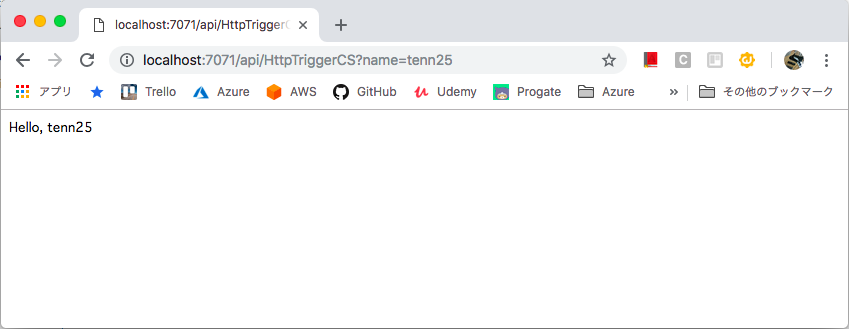 localhost:7071/api/HttpTriggerC
localhost:7071/api/HttpTriggerCS?name=tenn25
アプリ Trello Azure AWS GitHub Udemy Progate Azure » その他のブックマーク
Hello, tenn25